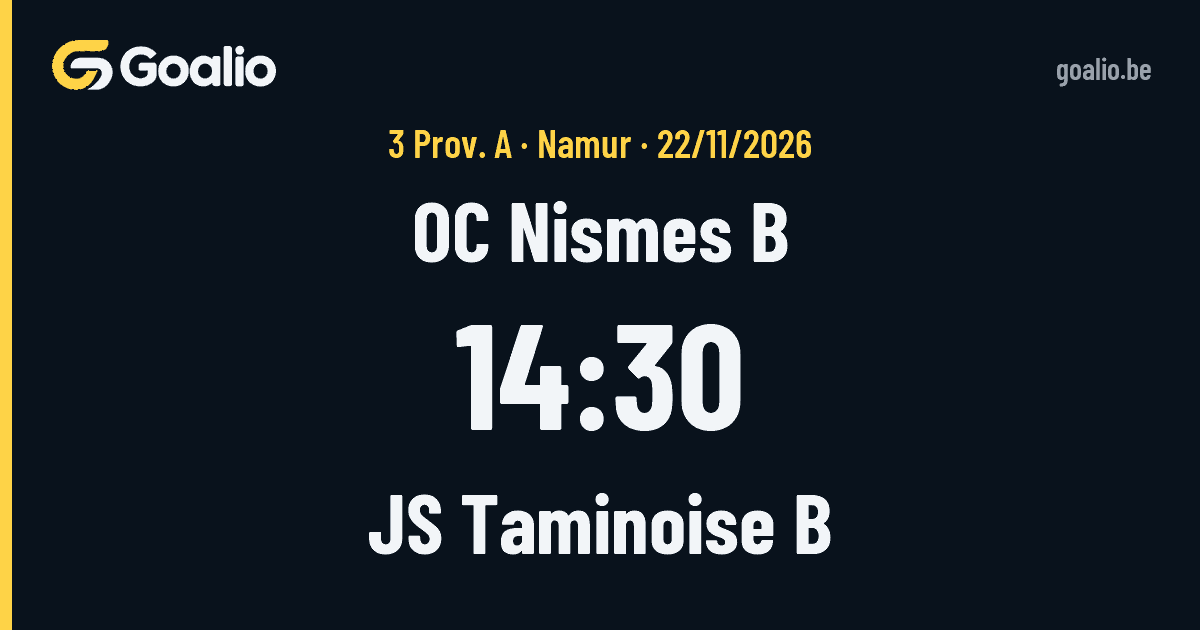 Goalio
goalio.be
3 Prov. A · Namur · 22/11/2026
OC Nismes B
14:30
JS Taminoise B